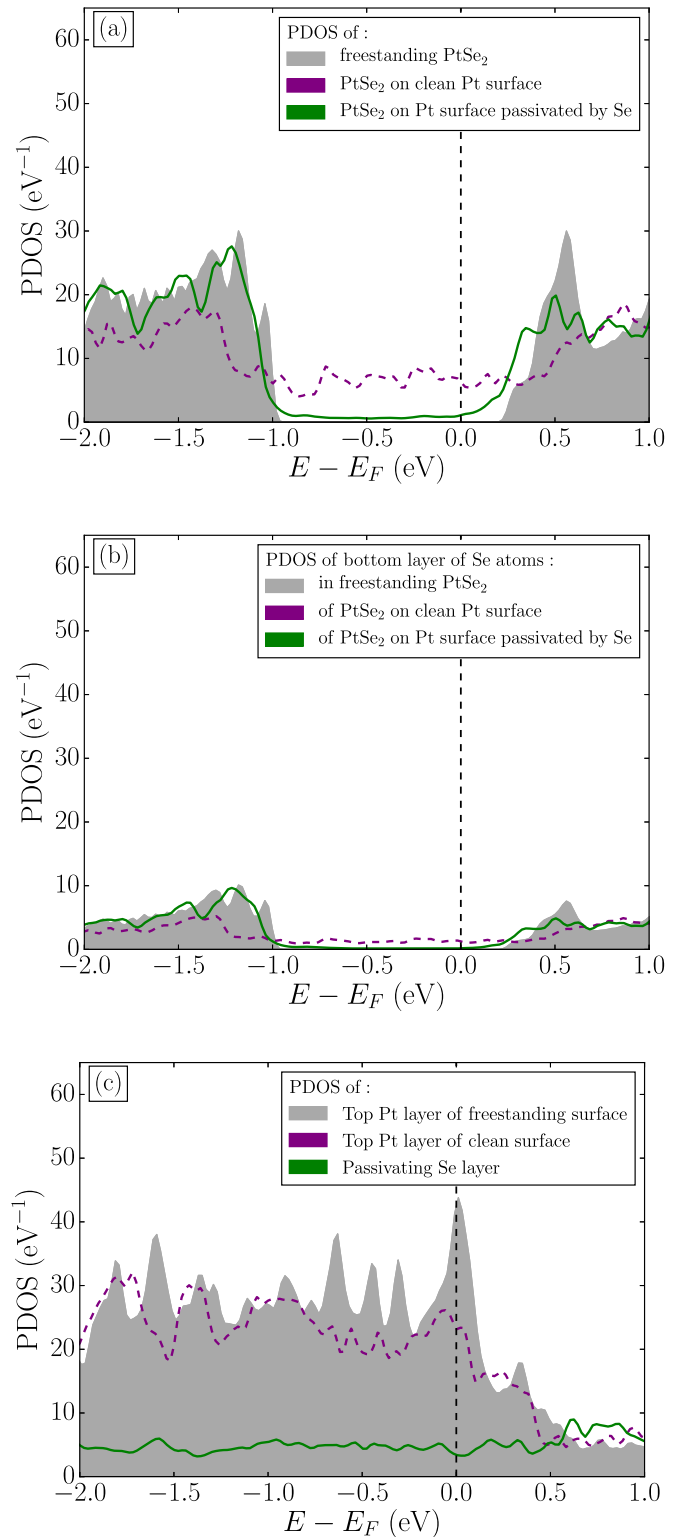 (a)
PDOS of :
freestanding PtSe₂
PtSe₂ on clean Pt surface
PtSe₂ on Pt surface passivated by Se
60
50
40
30
20
10
0
PDOS (eV⁻¹)
−2.0 −1.5 −1.0 −0.5 0.0 0.5 1.0
E − E_F (eV)
(b)
PDOS of bottom layer of Se atoms :
in freestanding PtSe₂
of PtSe₂ on clean Pt surface
of PtSe₂ on Pt surface passivated by Se
60
50
40
30
20
10
0
PDOS (eV⁻¹)
−2.0 −1.5 −1.0 −0.5 0.0 0.5 1.0
E − E_F (eV)
(c)
PDOS of :
Top Pt layer of freestanding surface
Top Pt layer of clean surface
Passivating Se layer
60
50
40
30
20
10
0
PDOS (eV⁻¹)
−2.0 −1.5 −1.0 −0.5 0.0 0.5 1.0
E − E_F (eV)